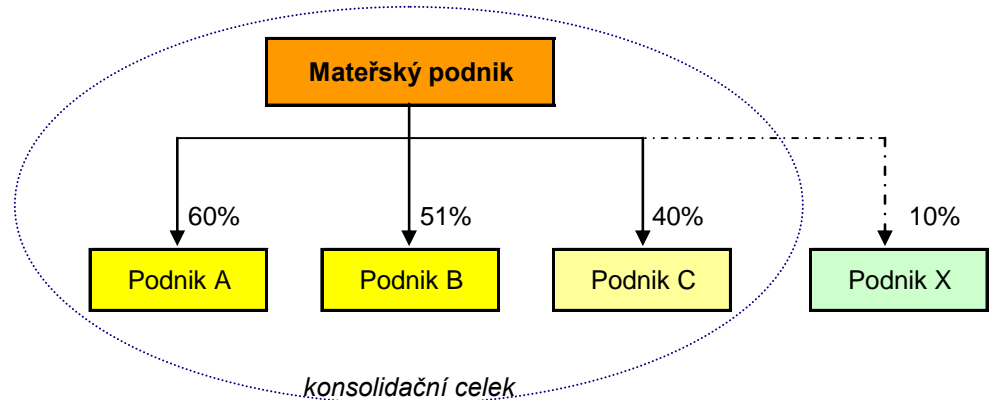 Mateřský podnik
60%
51%
40%
10%
Podnik A
Podnik B
Podnik C
Podnik X
konsolidační celek